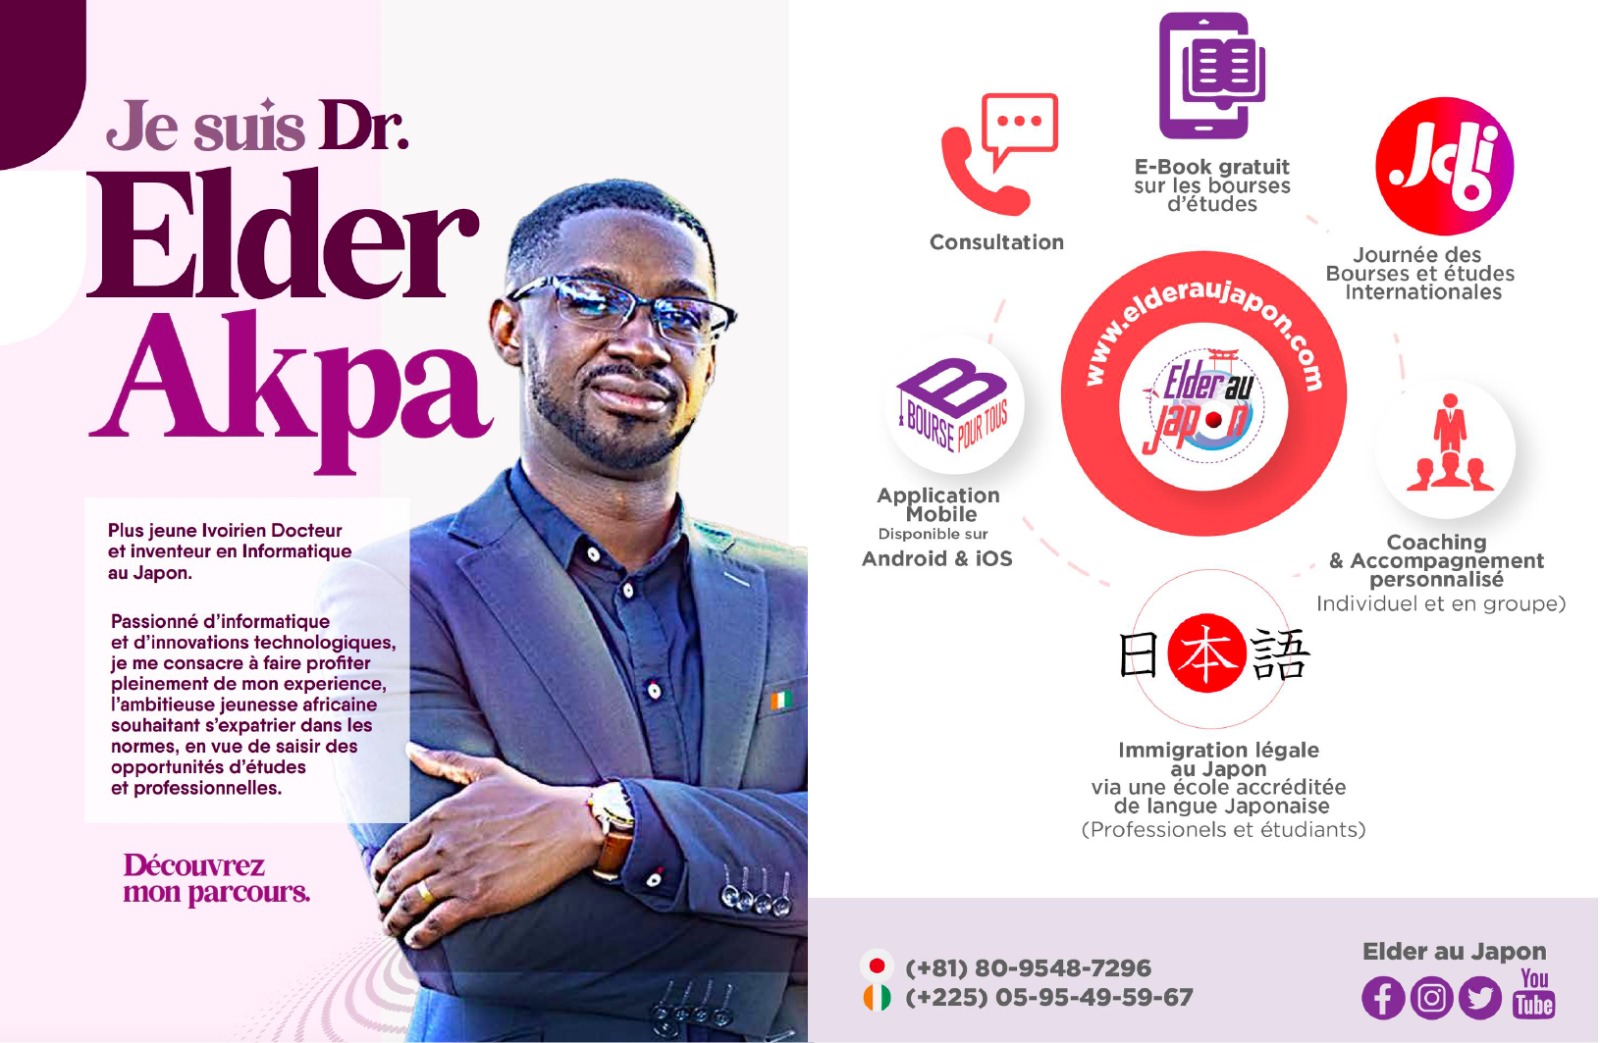 Je suis Dr.
Elder
Akpa
Plus jeune Ivoirien Docteur
et inventeur en Informatique
au Japon.
Passionné d'informatique
et d'innovations technologiques,
je me consacre à faire profiter
pleinement de mon experience,
l'ambitieuse jeunesse africaine
souhaitant s'expatrier dans les
normes, en vue de saisir des
opportunités d'études
et professionnelles.
Découvrez
mon parcours.
E-Book gratuit
sur les bourses
d'études
Consultation
Jbi
Journée des
Bourses et études
Internationales
www.elderaujapon.com
Elder au
japon
B
BOURSE POUR TOUS
Application
Mobile
Disponible sur
Android & iOS
Coaching
& Accompagnement
personnalisé
Individuel et en groupe)
日本語
Immigration légale
au Japon
via une école accréditée
de langue Japonaise
(Professionels et étudiants)
(+81) 80-9548-7296
(+225) 05-95-49-59-67
Elder au Japon
You
Tube